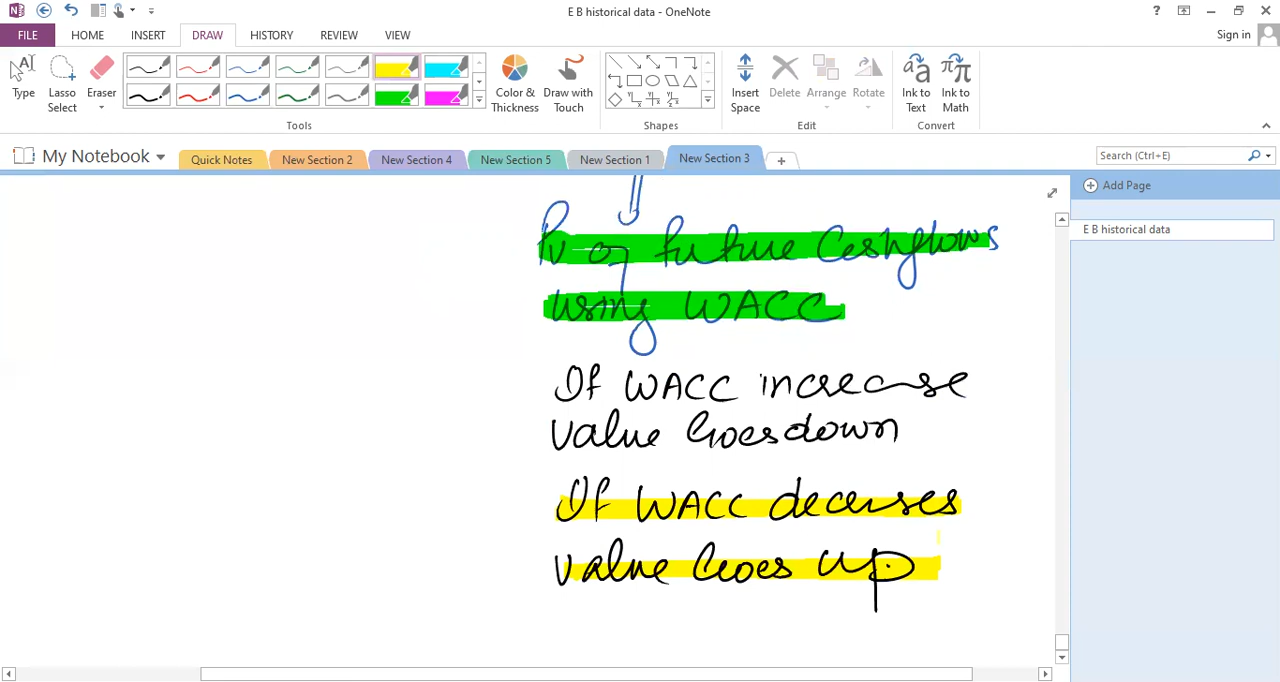 E B historical data - OneNote
?
FILE HOME INSERT DRAW HISTORY REVIEW VIEW
Sign in
Type
Lasso Select
Eraser
Color & Thickness
Draw with Touch
Insert Space
Delete
Arrange
Rotate
Ink to Text
Ink to Math
Tools
Shapes
Edit
Convert
My Notebook
Quick Notes New Section 2 New Section 4 New Section 5 New Section 1 New Section 3
Search (Ctrl+E)
Add Page
E B historical data
Pv of future Cashflows
using WACC
If WACC increase
value Goes down
If WACC decerses
value Goes up